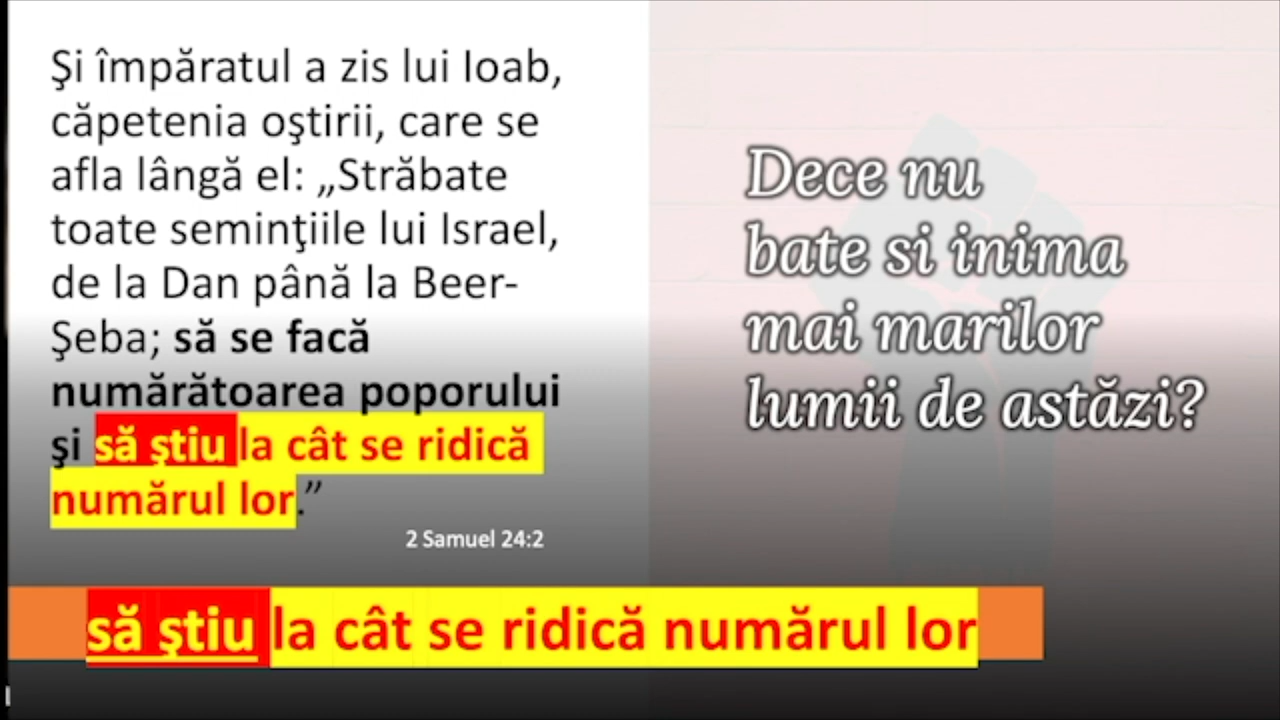 Şi împăratul a zis lui Ioab,
căpetenia oştirii, care se
afla lângă el: „Străbate
toate seminţiile lui Israel,
de la Dan până la Beer-
Şeba; să se facă
numărătoarea poporului
şi să ştiu la cât se ridică
numărul lor.”
2 Samuel 24:2
Dece nu
bate si inima
mai marilor
lumii de astăzi?
să ştiu la cât se ridică numărul lor